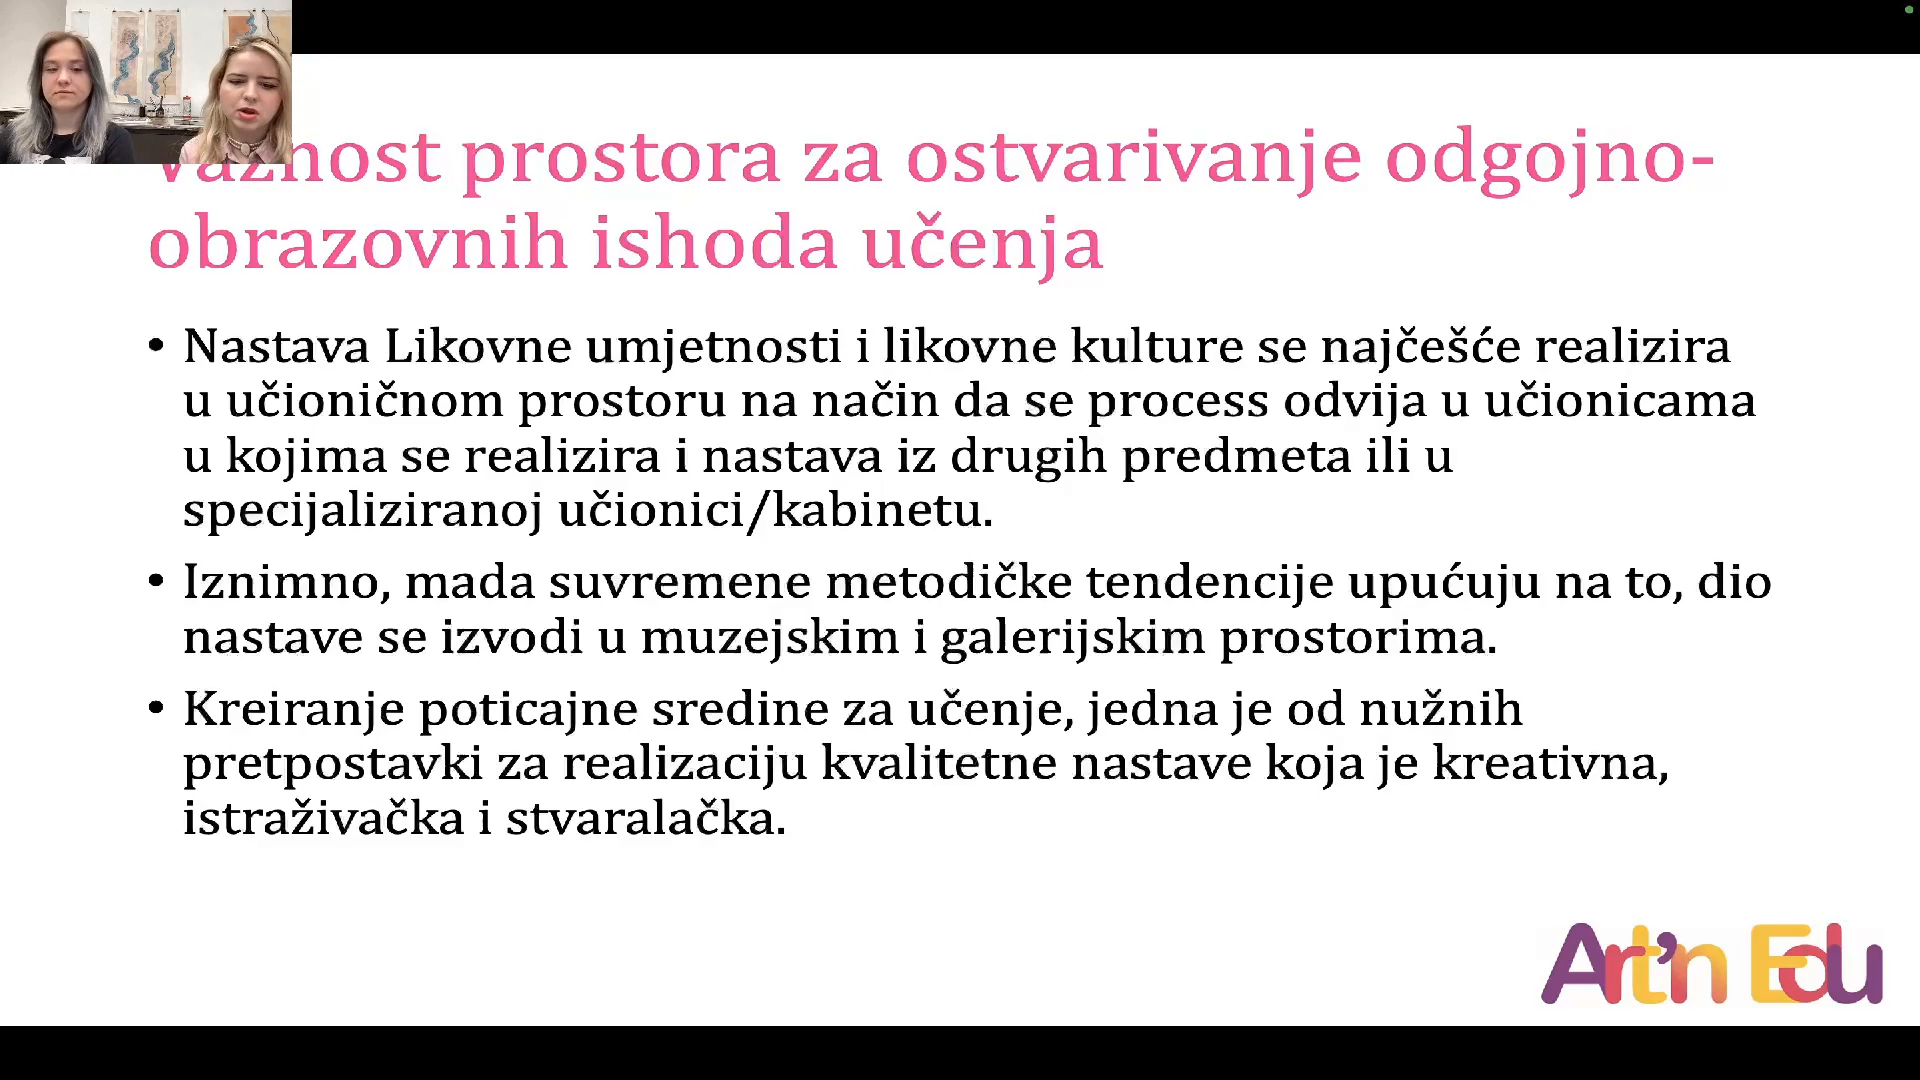 Važnost prostora za ostvarivanje odgojno-
obrazovnih ishoda učenja
• Nastava Likovne umjetnosti i likovne kulture se najčešće realizira
u učioničnom prostoru na način da se process odvija u učionicama
u kojima se realizira i nastava iz drugih predmeta ili u
specijaliziranoj učionici/kabinetu.
• Iznimno, mada suvremene metodičke tendencije upućuju na to, dio
nastave se izvodi u muzejskim i galerijskim prostorima.
• Kreiranje poticajne sredine za učenje, jedna je od nužnih
pretpostavki za realizaciju kvalitetne nastave koja je kreativna,
istraživačka i stvaralačka.
Art'n Edu